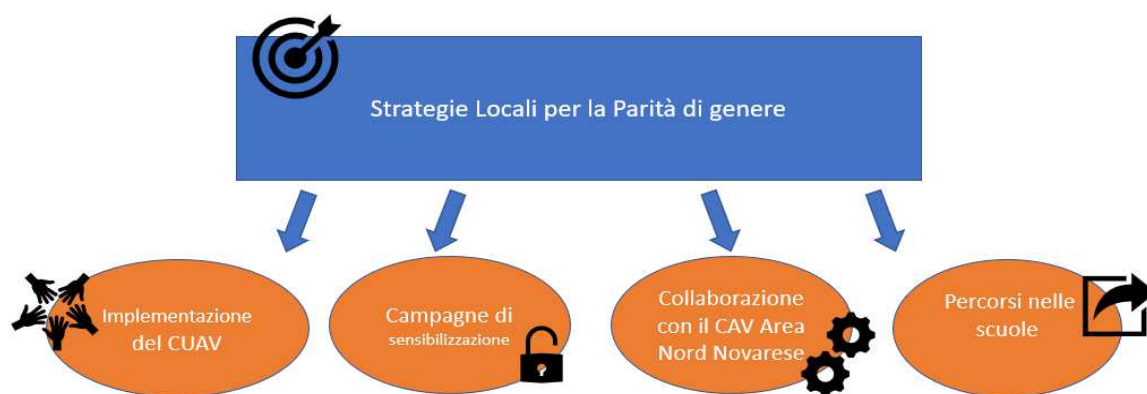 Strategie Locali per la Parità di genere
Implementazione
del CUAV
Campagne di
sensibilizzazione
Collaborazione
con il CAV Area
Nord Novarese
Percorsi nelle
scuole